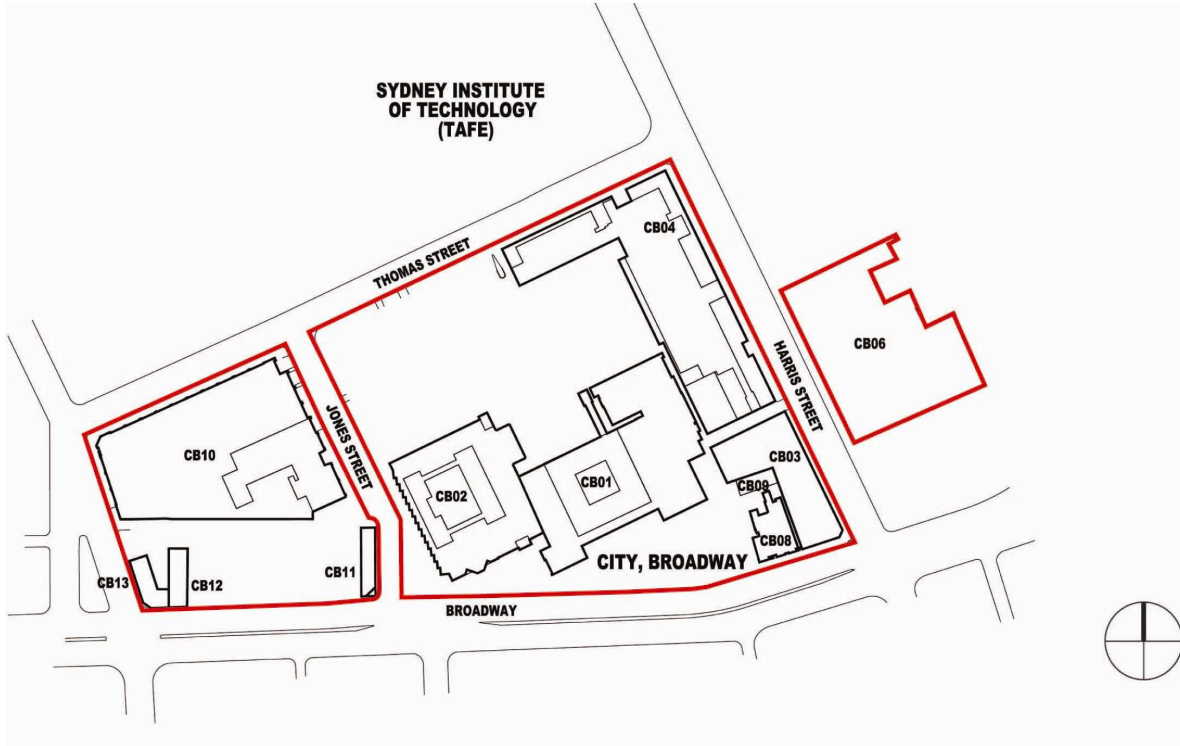 SYDNEY INSTITUTE
OF TECHNOLOGY
(TAFE)
THOMAS STREET
CB04
HARRIS STREET
CB06
JONES STREET
CB10
CB02
CB01
CB03
CB09
CB08
CITY, BROADWAY
CB13
CB12
CB11
BROADWAY